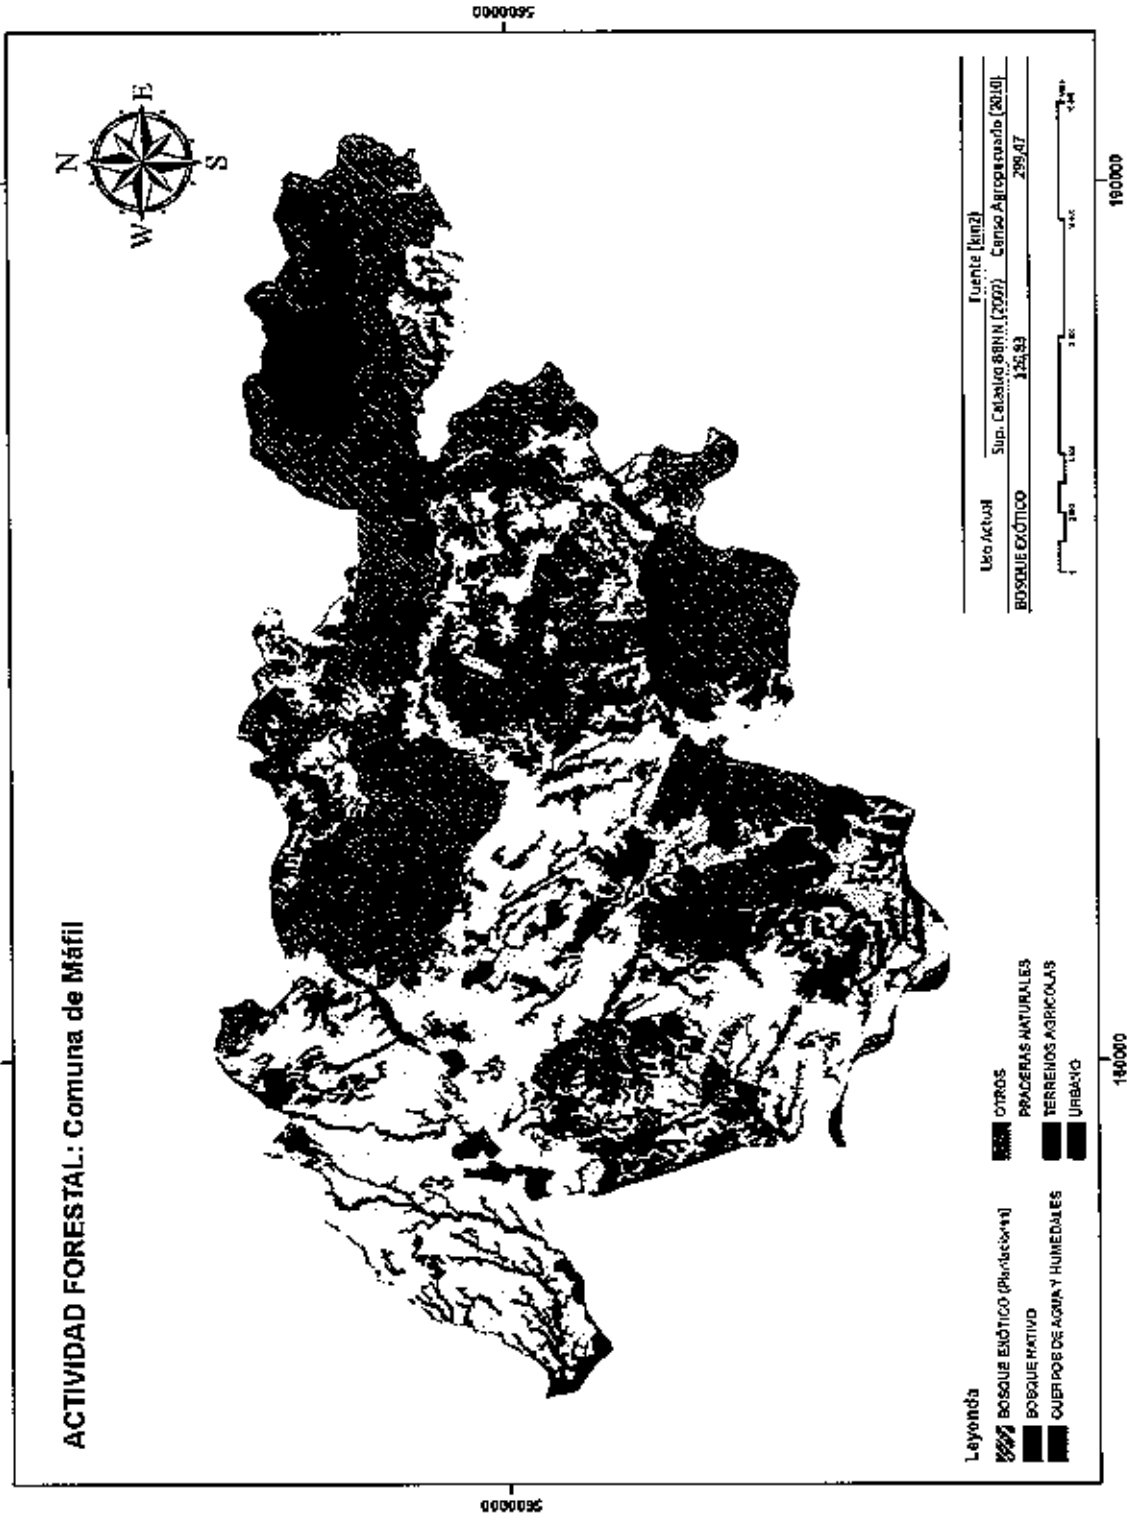 ACTIVIDAD FORESTAL: Comuna de Máfil
N
E
S
W
5600000
5600000
160000
190000
Uso Actual
Fuente (km2)
Sup. Catastro BBNN (2007)
Censo Agropecuario (2010)
BOSQUE EXÓTICO
299,47
Leyenda
BOSQUE EXÓTICO (Plantaciones)
BOSQUE NATIVO
CUERPOS DE AGUA Y HUMEDALES
OTROS
PRADERAS NATURALES
TERRENOS AGRICOLAS
URBANO